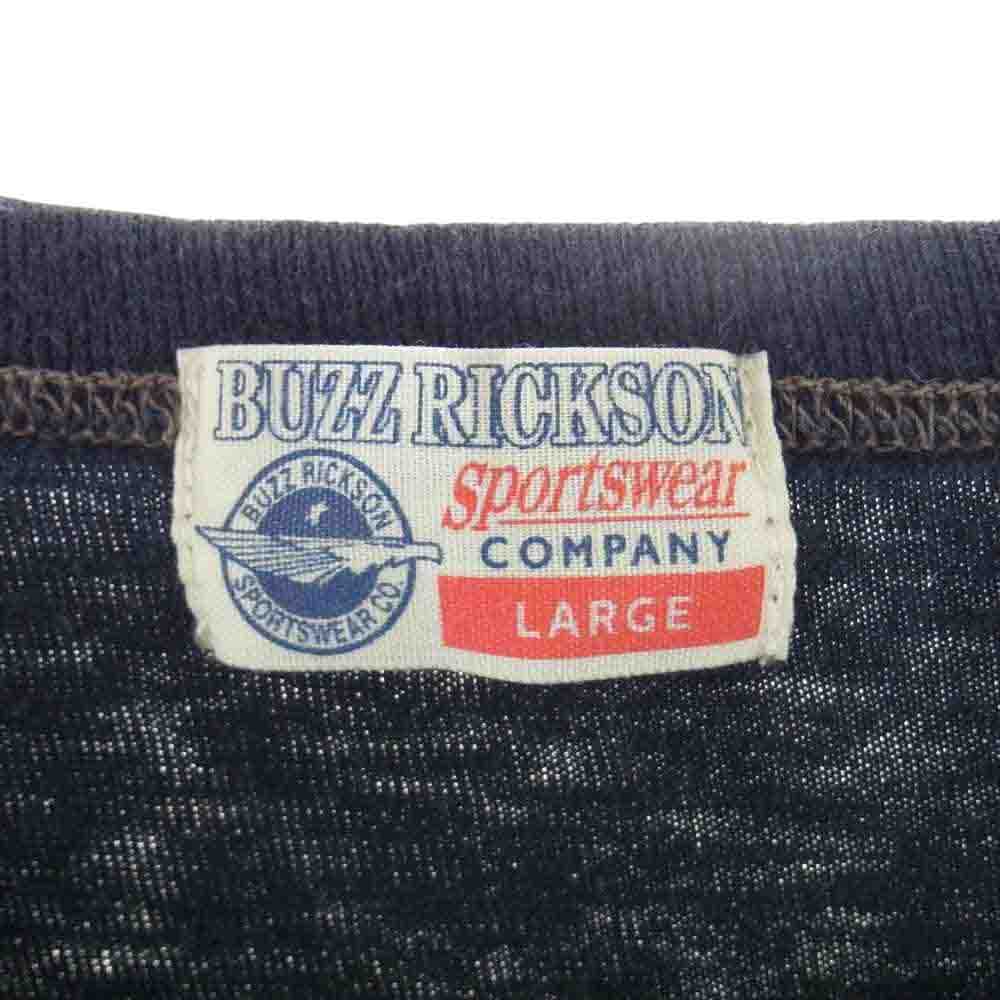 BUZZ RICKSON
BUZZ RICKSON
SPORTSWEAR CO.
Sportswear
COMPANY
LARGE